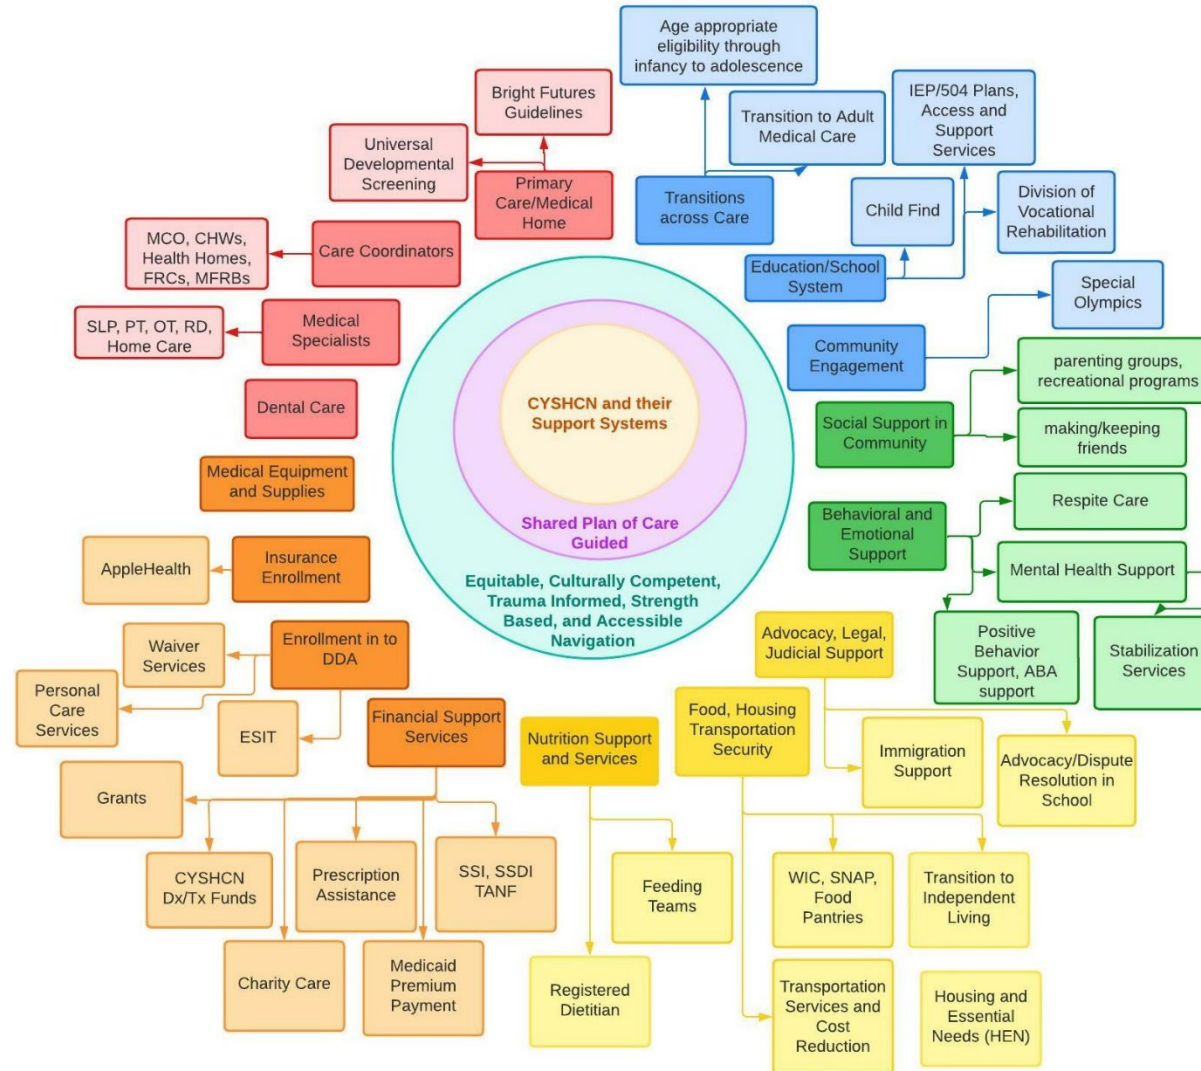 Age appropriate
eligibility through
infancy to adolescence
Bright Futures
Guidelines
Transition to Adult
Medical Care
IEP/504 Plans,
Access and
Support
Services
Universal
Developmental
Screening
Primary
Care/Medical
Home
Transitions
across Care
Child Find
Division of
Vocational
Rehabilitation
MCO, CHWs,
Health Homes,
FRCs, MFRBs
Care Coordinators
Education/School
System
Special
Olympics
SLP, PT, OT, RD,
Home Care
Medical
Specialists
Community
Engagement
parenting groups,
recreational programs
Dental Care
CYSHCN and their
Support Systems
Social Support in
Community
making/keeping
friends
Medical Equipment
and Supplies
Shared Plan of Care
Guided
Behavioral and
Emotional
Support
Respite Care
AppleHealth
Insurance
Enrollment
Equitable, Culturally Competent,
Trauma Informed, Strength
Based, and Accessible
Navigation
Mental Health Support
Waiver
Services
Enrollment in to
DDA
Advocacy, Legal,
Judicial Support
Positive
Behavior
Support, ABA
support
Stabilization
Services
Personal
Care
Services
ESIT
Financial Support
Services
Nutrition Support
and Services
Food, Housing
Transportation
Security
Immigration
Support
Advocacy/Dispute
Resolution in
School
Grants
CYSHCN
Dx/Tx Funds
Prescription
Assistance
SSI, SSDI
TANF
Feeding
Teams
WIC, SNAP,
Food
Pantries
Transition to
Independent
Living
Charity Care
Medicaid
Premium
Payment
Registered
Dietitian
Transportation
Services and
Cost
Reduction
Housing and
Essential
Needs (HEN)